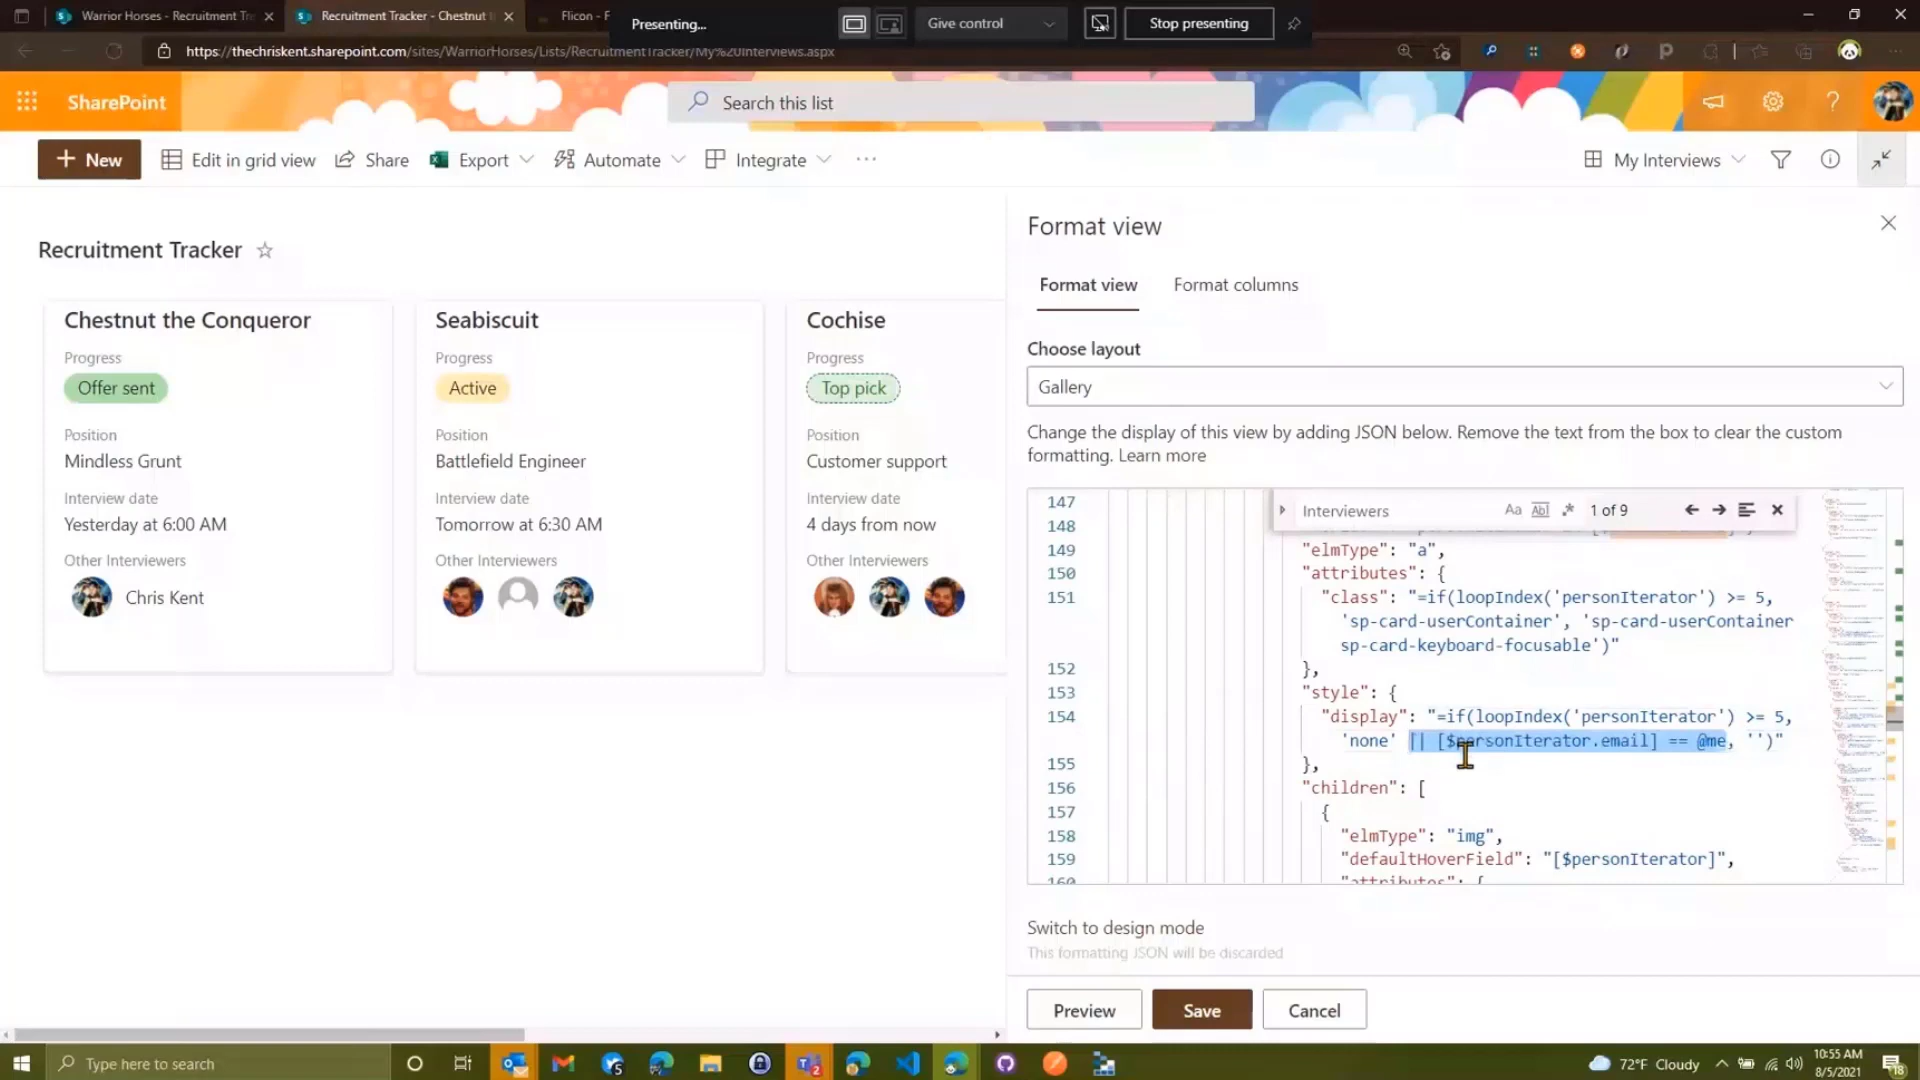 Warrior Horses - Recruitment Tr
Recruitment Tracker - Chestnut t
Flicon - F
Presenting...
Give control
Stop presenting
https://thechriskent.sharepoint.com/sites/WarriorHorses/Lists/RecruitmentTracker/My%20Interviews.aspx
SharePoint
Search this list
New
Edit in grid view
Share
Export
Automate
Integrate
My Interviews
Recruitment Tracker
Chestnut the Conqueror
Progress
Offer sent
Position
Mindless Grunt
Interview date
Yesterday at 6:00 AM
Other Interviewers
Chris Kent
Seabiscuit
Progress
Active
Position
Battlefield Engineer
Interview date
Tomorrow at 6:30 AM
Other Interviewers
Cochise
Progress
Top pick
Position
Customer support
Interview date
4 days from now
Other Interviewers
Format view
Format view
Format columns
Choose layout
Gallery
Change the display of this view by adding JSON below. Remove the text from the box to clear the custom
formatting. Learn more
Interviewers
Aa
Abl
1 of 9
147
148
149 "elmType": "a",
150 "attributes": {
151 "class": "=if(loopIndex('personIterator') >= 5,
'sp-card-userContainer', 'sp-card-userContainer
sp-card-keyboard-focusable')"
152 },
153 "style": {
154 "display": "=if(loopIndex('personIterator') >= 5,
'none' || [$personIterator.email] == @me, '')"
155 },
156 "children": [
157 {
158 "elmType": "img",
159 "defaultHoverField": "[$personIterator]",
160 "attributes": {
Switch to design mode
This formatting JSON will be discarded
Preview
Save
Cancel
Type here to search
72°F Cloudy
10:55 AM
8/5/2021
18